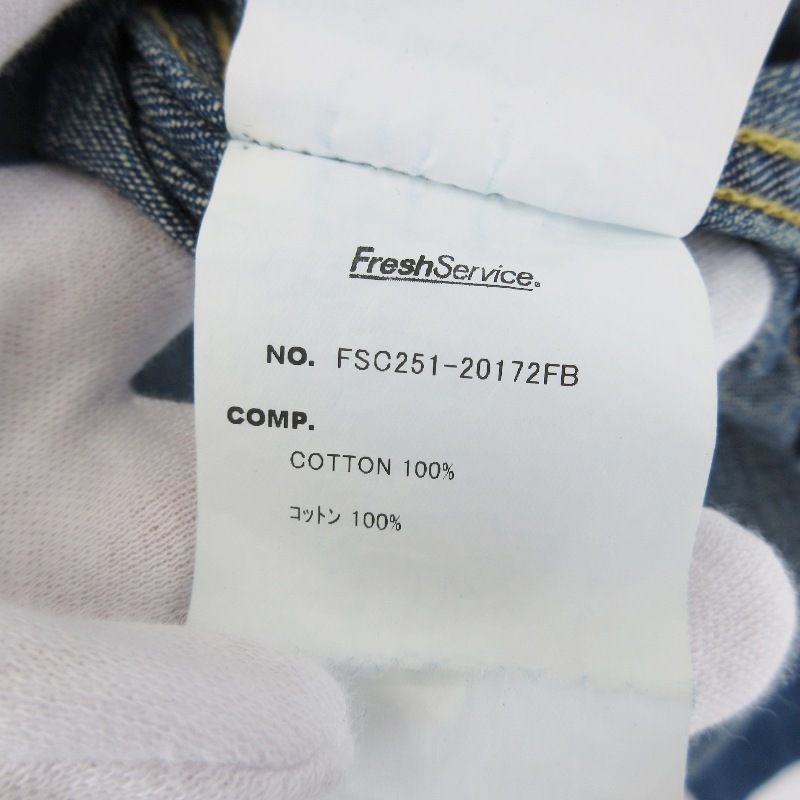 FreshService.
NO. FSC251-20172FB
COMP.
COTTON 100%
コットン 100%